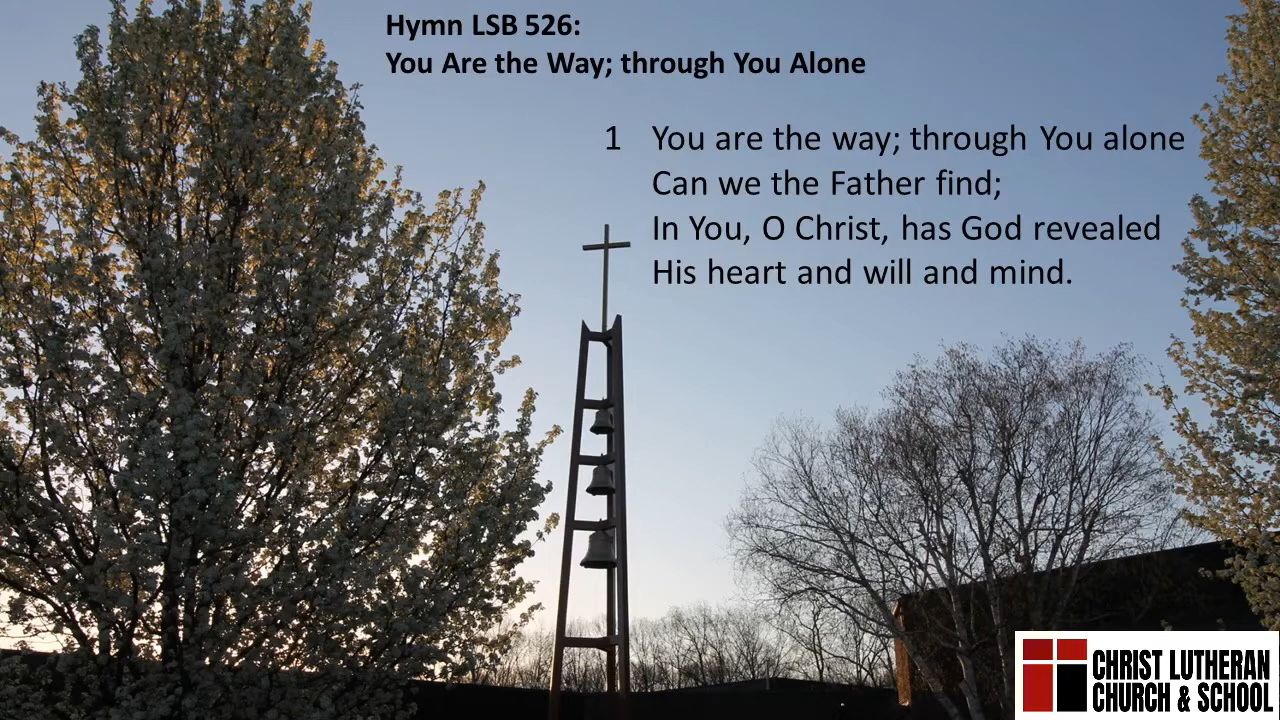 Hymn LSB 526:
You Are the Way; through You Alone
1 You are the way; through You alone
Can we the Father find;
In You, O Christ, has God revealed
His heart and will and mind.
CHRIST LUTHERAN
CHURCH & SCHOOL